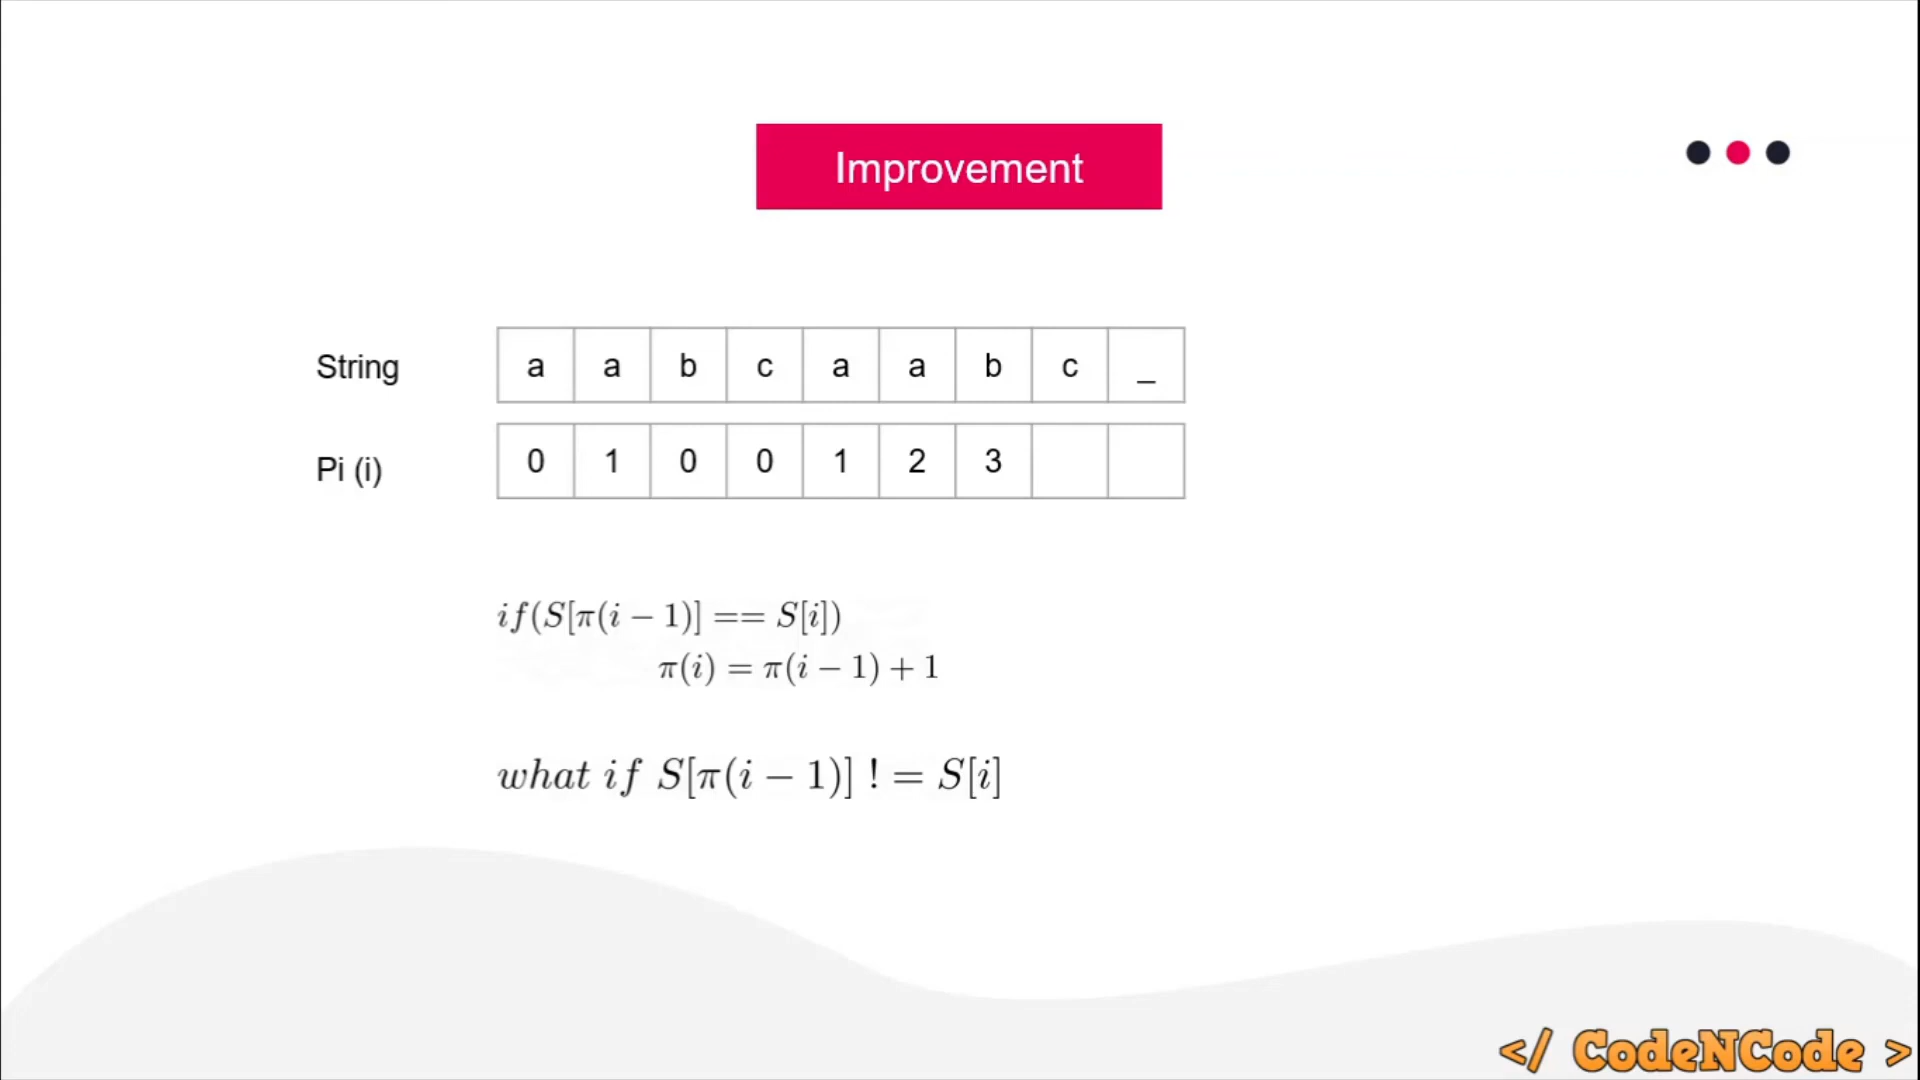 Improvement
String a a b c a a b c _
Pi (i) 0 1 0 0 1 2 3
if(S[π(i − 1)] == S[i])
π(i) = π(i − 1) + 1
what if S[π(i − 1)] ! = S[i]
</ CodeNCode >